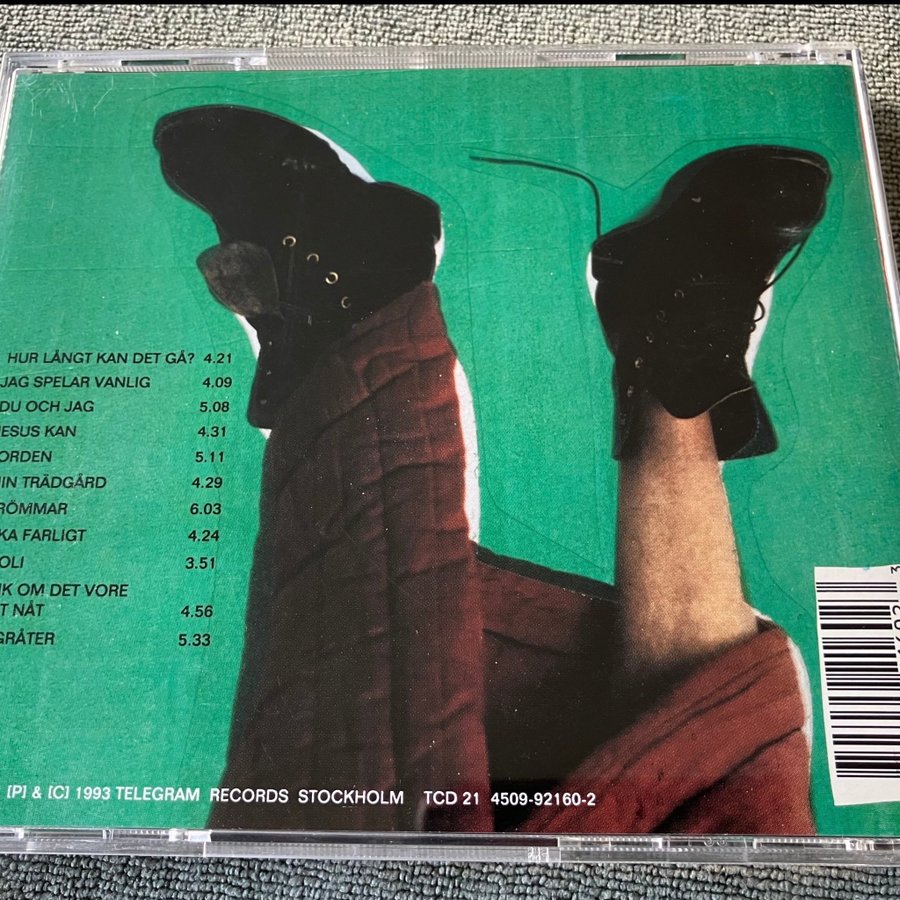 HUR LÅNGT KAN DET GÅ? 4.21
JAG SPELAR VANLIG 4.09
DU OCH JAG 5.08
ESUS KAN 4.31
ORDEN 5.11
IN TRÄDGÅRD 4.29
RÖMMAR 6.03
KA FARLIGT 4.24
OLI 3.51
K OM DET VORE
T NÅT 4.56
GRÅTER 5.33
[P] & [C] 1993 TELEGRAM RECORDS STOCKHOLM TCD 21 4509-92160-2